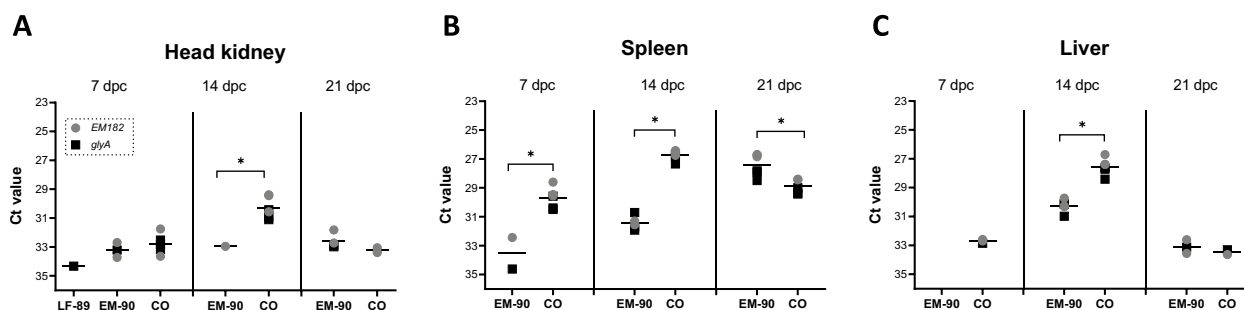 A
Head kidney
7 dpc 14 dpc 21 dpc
Ct value
23
25
27
29
31
33
35
EM182
glyA
*
LF-89 EM-90 CO EM-90 CO EM-90 CO
B
Spleen
7 dpc 14 dpc 21 dpc
Ct value
23
25
27
29
31
33
35
* * *
EM-90 CO EM-90 CO EM-90 CO
C
Liver
7 dpc 14 dpc 21 dpc
Ct value
23
25
27
29
31
33
35
*
EM-90 CO EM-90 CO EM-90 CO